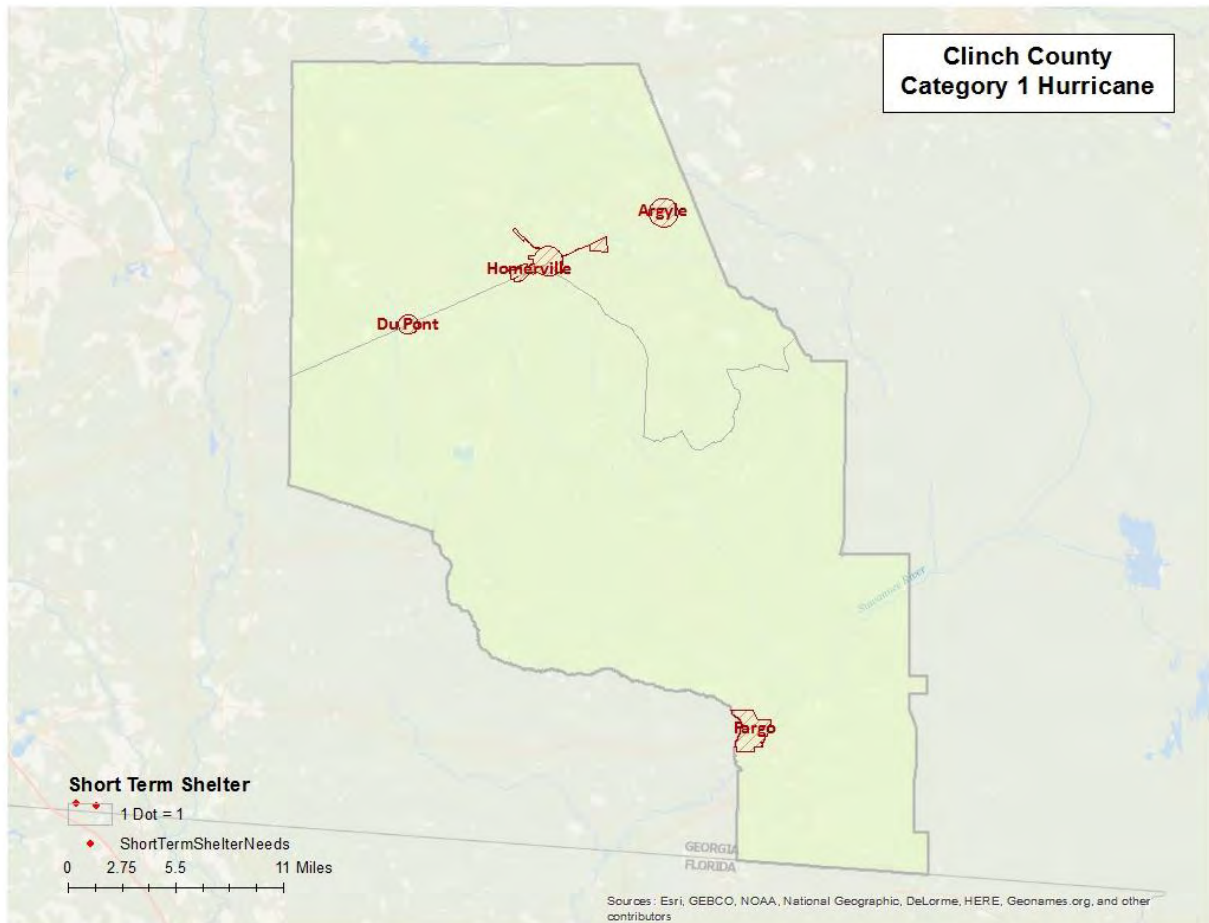 Clinch County
Category 1 Hurricane
Argyle
Homerville
Du Pont
Suwannee River
Fargo
Short Term Shelter
1 Dot = 1
ShortTermShelterNeeds
0 2.75 5.5 11 Miles
GEORGIA
FLORIDA
Sources: Esri, GEBCO, NOAA, National Geographic, DeLorme, HERE, Geonames.org, and other
contributors